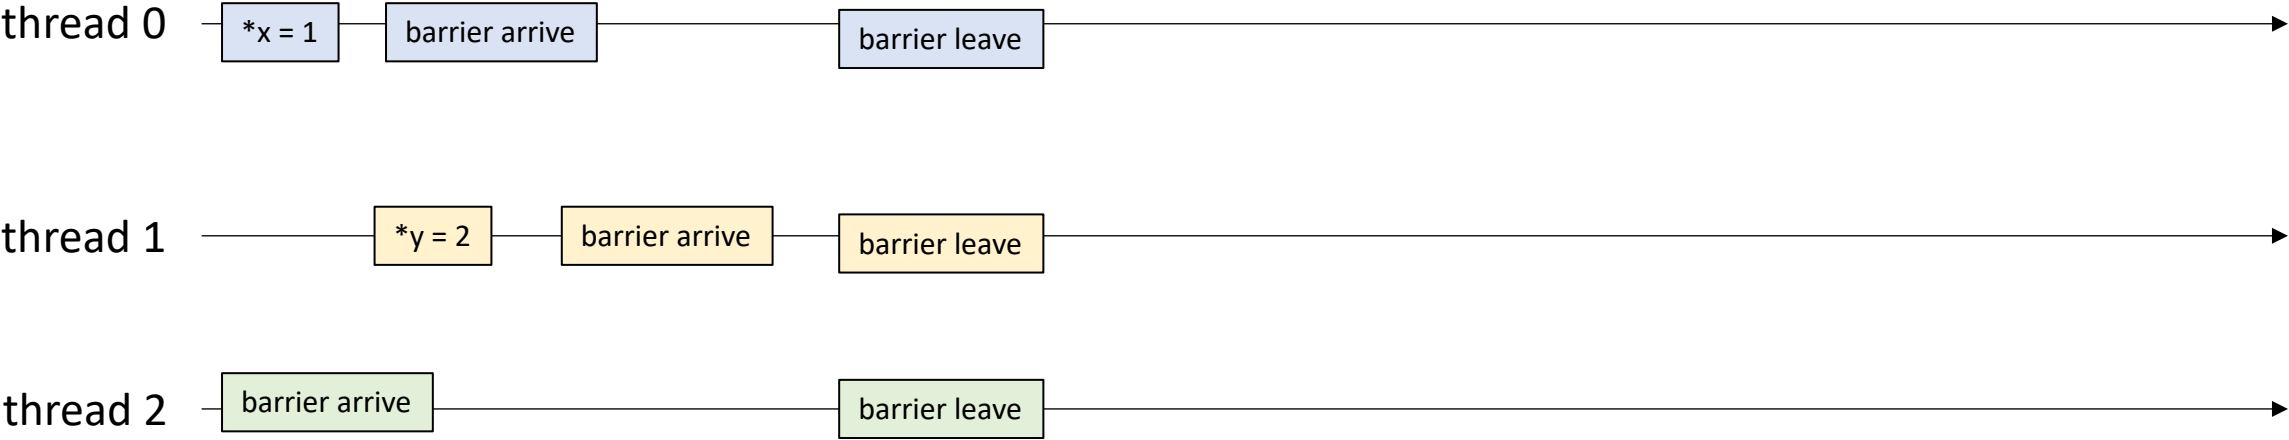 thread 0
*x = 1
barrier arrive
barrier leave
thread 1
*y = 2
barrier arrive
barrier leave
thread 2
barrier arrive
barrier leave